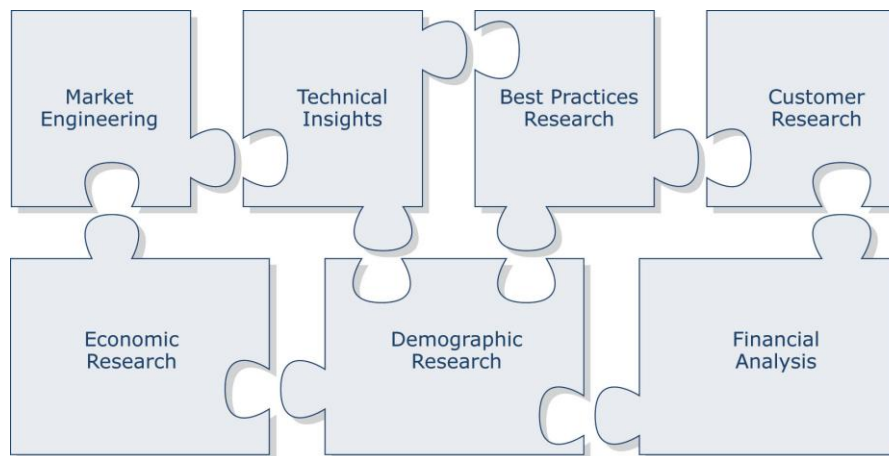 Market
Engineering
Technical
Insights
Best Practices
Research
Customer
Research
Economic
Research
Demographic
Research
Financial
Analysis